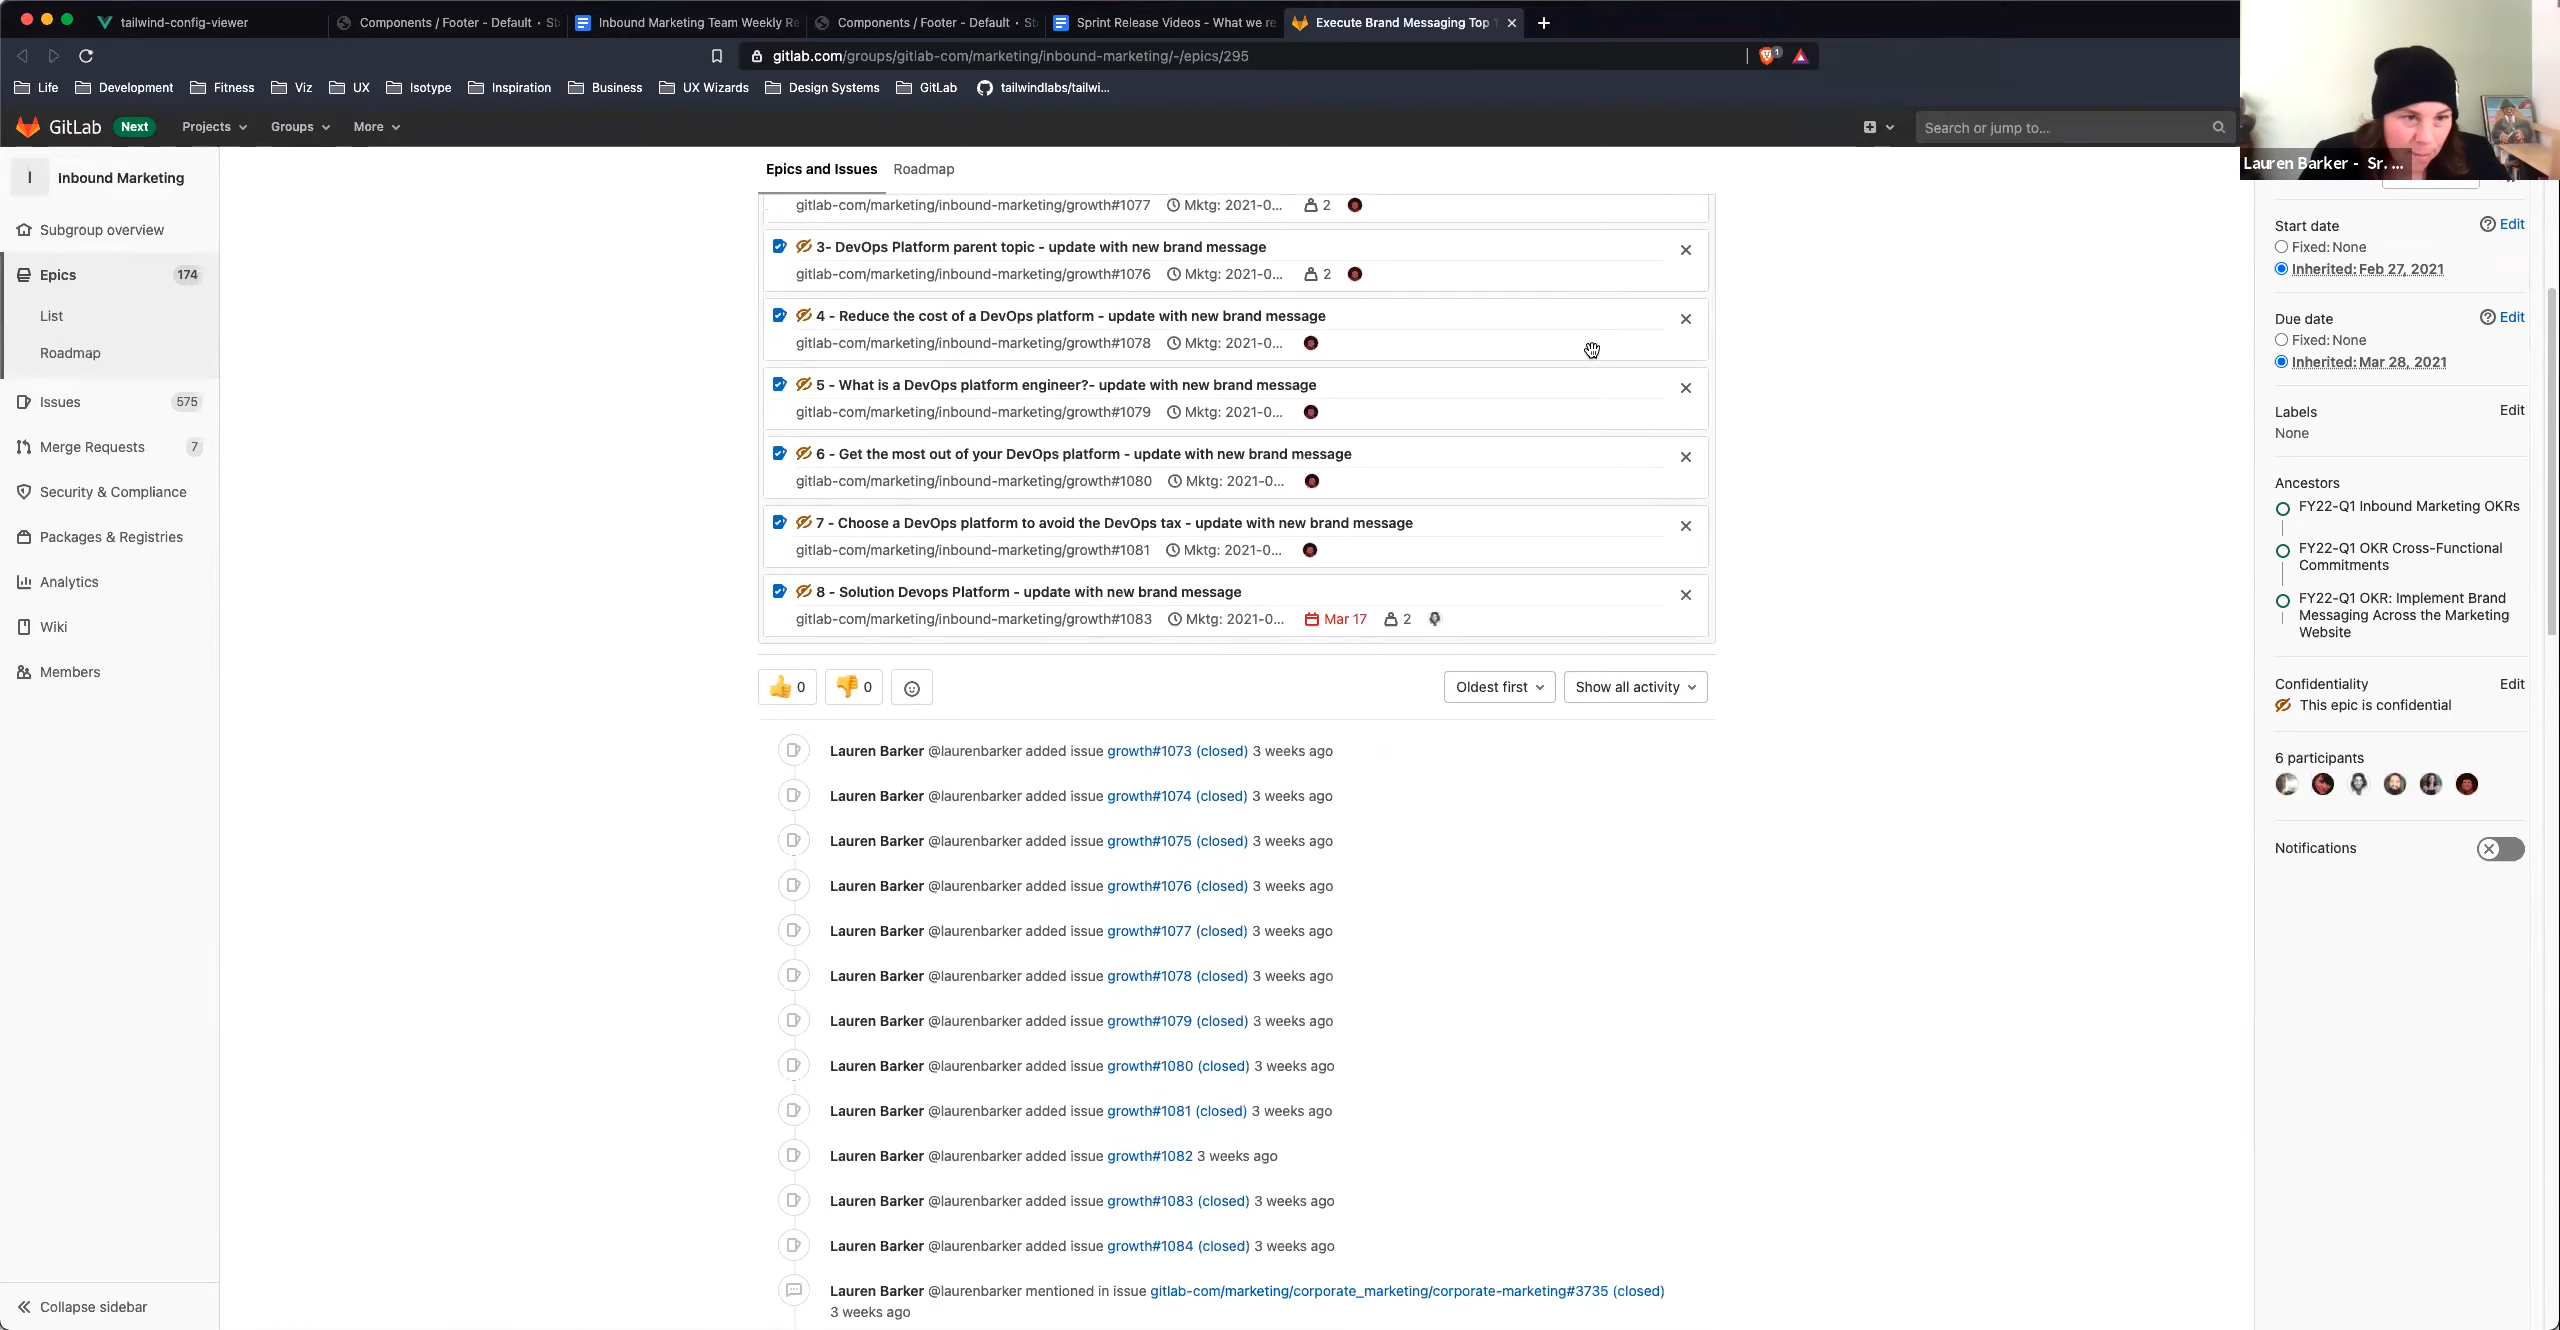 tailwind-config-viewer
Components / Footer - Default · St
Inbound Marketing Team Weekly Re
Components / Footer - Default · St
Sprint Release Videos - What we re
Execute Brand Messaging Top
gitlab.com/groups/gitlab-com/marketing/inbound-marketing/-/epics/295
1
Life
Development
Fitness
Viz
UX
Isotype
Inspiration
Business
UX Wizards
Design Systems
GitLab
tailwindlabs/tailwi...
GitLab
Next
Projects
Groups
More
Search or jump to...
Lauren Barker - Sr. ...
I
Inbound Marketing
Subgroup overview
Epics
174
List
Roadmap
Issues
575
Merge Requests
7
Security & Compliance
Packages & Registries
Analytics
Wiki
Members
Collapse sidebar
Epics and Issues
Roadmap
gitlab-com/marketing/inbound-marketing/growth#1077 Mktg: 2021-0... 2
3- DevOps Platform parent topic - update with new brand message
gitlab-com/marketing/inbound-marketing/growth#1076 Mktg: 2021-0... 2
4 - Reduce the cost of a DevOps platform - update with new brand message
gitlab-com/marketing/inbound-marketing/growth#1078 Mktg: 2021-0...
5 - What is a DevOps platform engineer?- update with new brand message
gitlab-com/marketing/inbound-marketing/growth#1079 Mktg: 2021-0...
6 - Get the most out of your DevOps platform - update with new brand message
gitlab-com/marketing/inbound-marketing/growth#1080 Mktg: 2021-0...
7 - Choose a DevOps platform to avoid the DevOps tax - update with new brand message
gitlab-com/marketing/inbound-marketing/growth#1081 Mktg: 2021-0...
8 - Solution Devops Platform - update with new brand message
gitlab-com/marketing/inbound-marketing/growth#1083 Mktg: 2021-0... Mar 17 2
0
0
Oldest first
Show all activity
Lauren Barker @laurenbarker added issue growth#1073 (closed) 3 weeks ago
Lauren Barker @laurenbarker added issue growth#1074 (closed) 3 weeks ago
Lauren Barker @laurenbarker added issue growth#1075 (closed) 3 weeks ago
Lauren Barker @laurenbarker added issue growth#1076 (closed) 3 weeks ago
Lauren Barker @laurenbarker added issue growth#1077 (closed) 3 weeks ago
Lauren Barker @laurenbarker added issue growth#1078 (closed) 3 weeks ago
Lauren Barker @laurenbarker added issue growth#1079 (closed) 3 weeks ago
Lauren Barker @laurenbarker added issue growth#1080 (closed) 3 weeks ago
Lauren Barker @laurenbarker added issue growth#1081 (closed) 3 weeks ago
Lauren Barker @laurenbarker added issue growth#1082 3 weeks ago
Lauren Barker @laurenbarker added issue growth#1083 (closed) 3 weeks ago
Lauren Barker @laurenbarker added issue growth#1084 (closed) 3 weeks ago
Lauren Barker @laurenbarker mentioned in issue gitlab-com/marketing/corporate_marketing/corporate-marketing#3735 (closed)
3 weeks ago
Start date
Edit
Fixed: None
Inherited: Feb 27, 2021
Due date
Edit
Fixed: None
Inherited: Mar 28, 2021
Labels
Edit
None
Ancestors
FY22-Q1 Inbound Marketing OKRs
FY22-Q1 OKR Cross-Functional
Commitments
FY22-Q1 OKR: Implement Brand
Messaging Across the Marketing
Website
Confidentiality
Edit
This epic is confidential
6 participants
Notifications